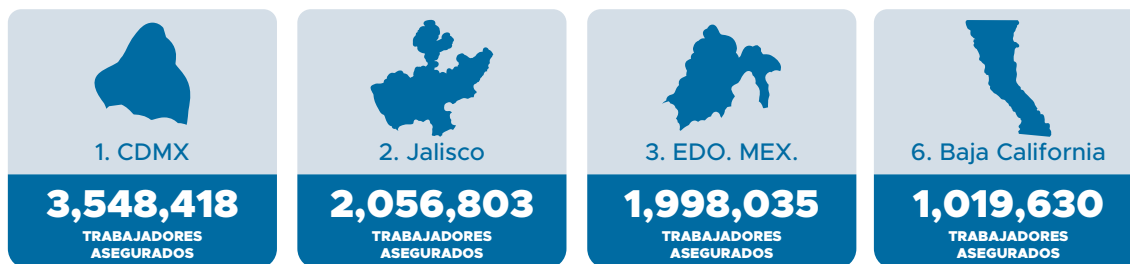 1. CDMX
3,548,418
TRABAJADORES
ASEGURADOS
2. Jalisco
2,056,803
TRABAJADORES
ASEGURADOS
3. EDO. MEX.
1,998,035
TRABAJADORES
ASEGURADOS
6. Baja California
1,019,630
TRABAJADORES
ASEGURADOS